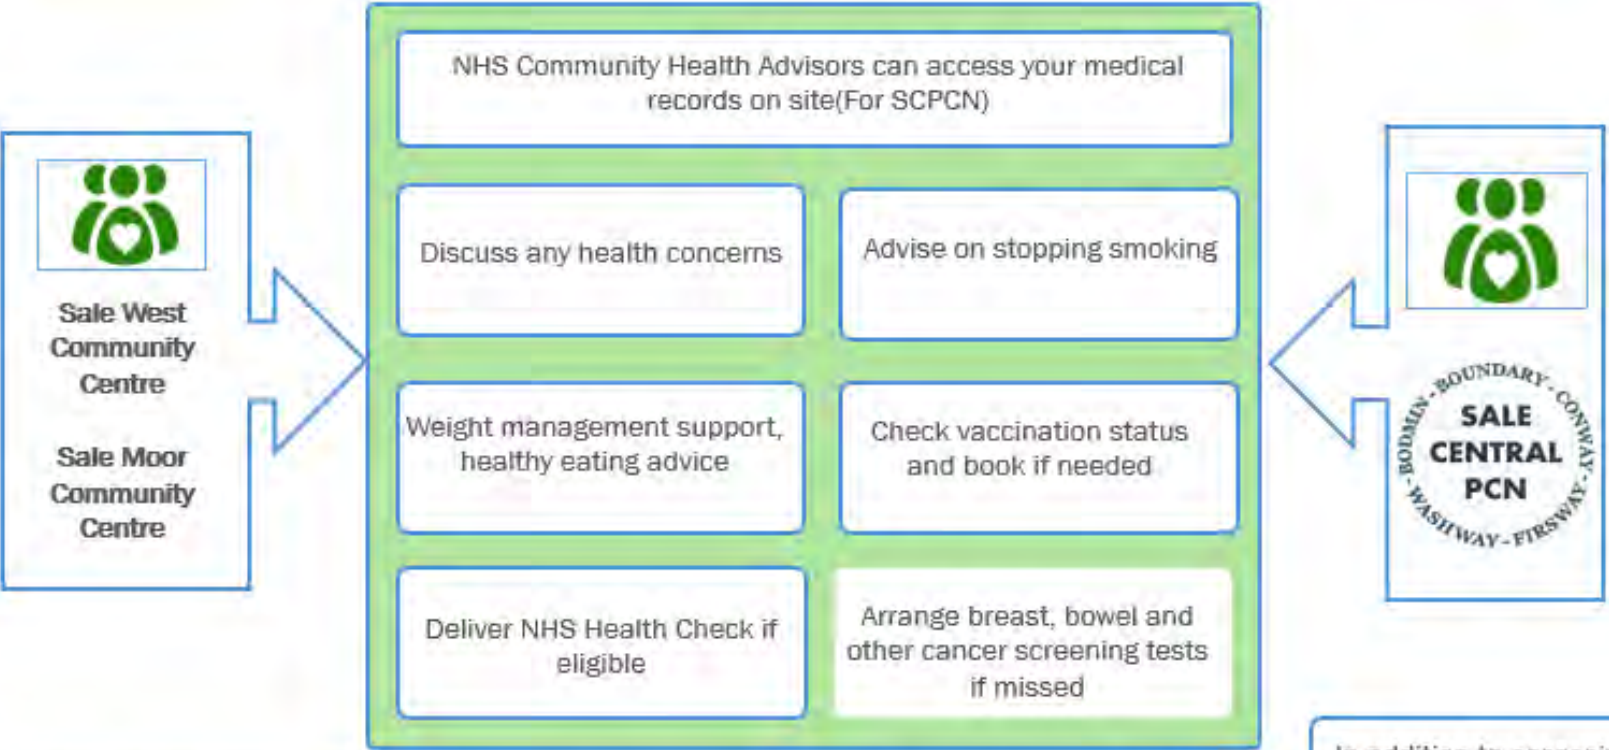 NHS Community Health Advisors can access your medical
records on site(For SCPCN)
Sale West
Community
Centre
Sale Moor
Community
Centre
Discuss any health concerns
Advise on stopping smoking
Weight management support,
healthy eating advice
Check vaccination status
and book if needed
Deliver NHS Health Check if
eligible
Arrange breast, bowel and
other cancer screening tests
if missed
BODMIN - BOUNDARY - CONWAY - FIRSWAY - WASHWAY -
SALE
CENTRAL
PCN